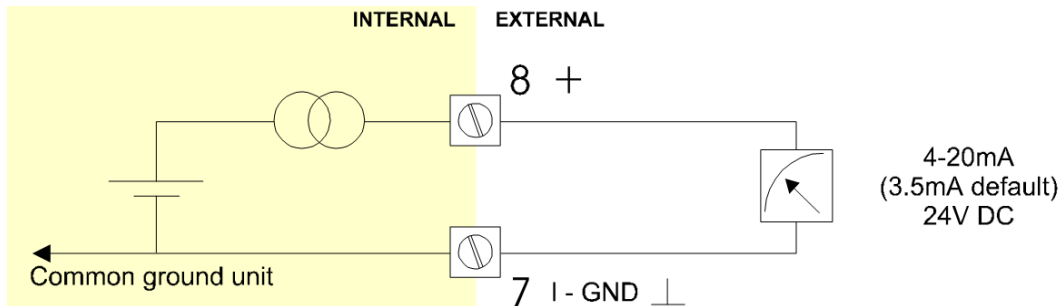 INTERNAL EXTERNAL
8 +
4-20mA
(3.5mA default)
24V DC
Common ground unit
7 I - GND